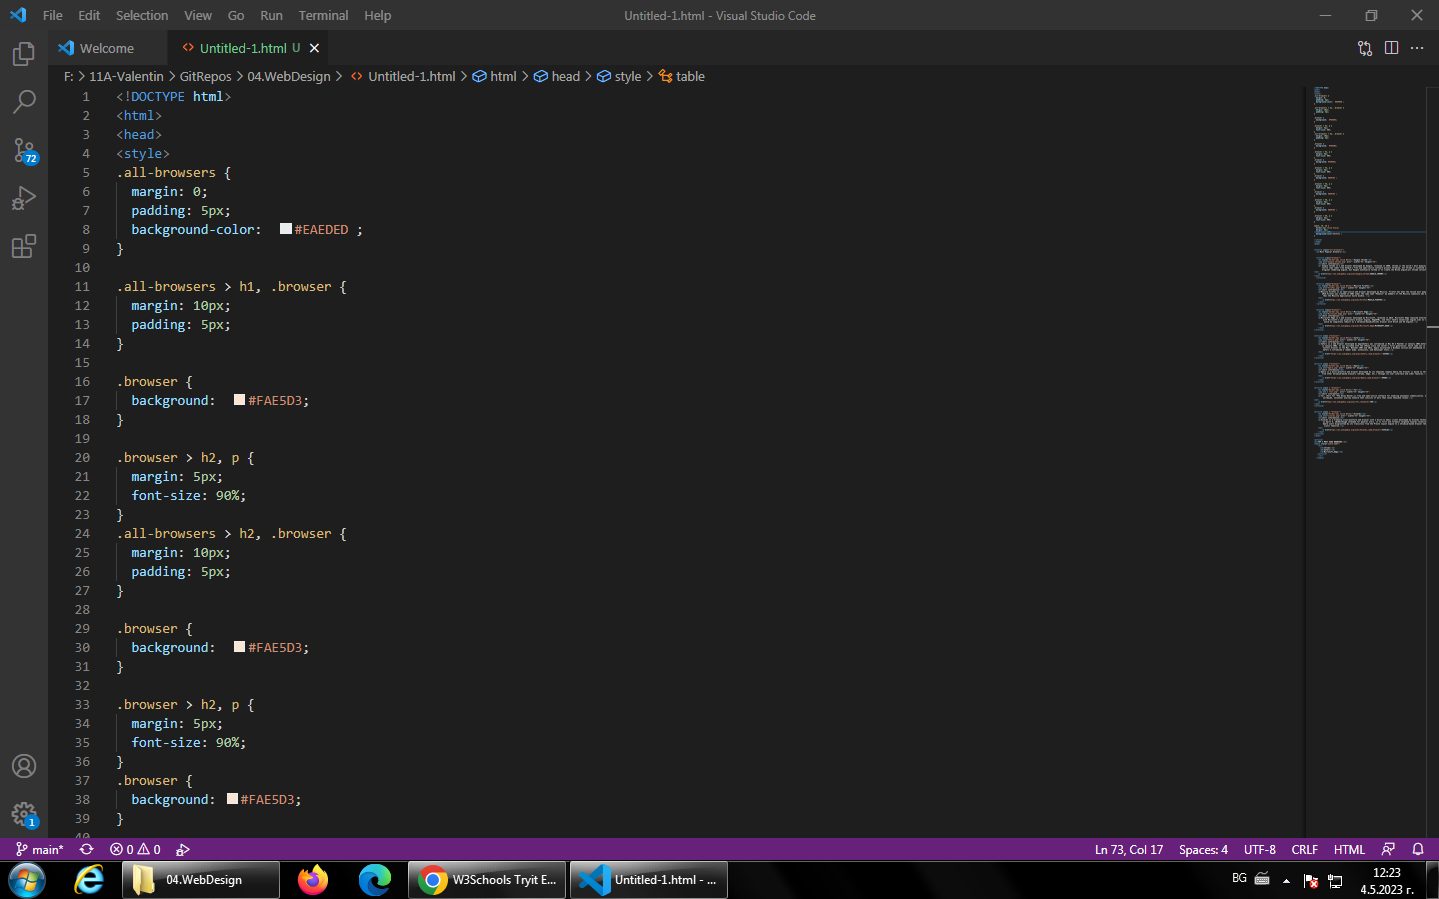 File Edit Selection View Go Run Terminal Help Untitled-1.html - Visual Studio Code
Welcome Untitled-1.html U
F: > 11A-Valentin > GitRepos > 04.WebDesign > Untitled-1.html > html > head > style > table
1 <!DOCTYPE html>
2 <html>
3 <head>
4 <style>
5 .all-browsers {
6 margin: 0;
7 padding: 5px;
8 background-color: #EAEDED ;
9 }
10
11 .all-browsers > h1, .browser {
12 margin: 10px;
13 padding: 5px;
14 }
15
16 .browser {
17 background: #FAE5D3;
18 }
19
20 .browser > h2, p {
21 margin: 5px;
22 font-size: 90%;
23 }
24 .all-browsers > h2, .browser {
25 margin: 10px;
26 padding: 5px;
27 }
28
29 .browser {
30 background: #FAE5D3;
31 }
32
33 .browser > h2, p {
34 margin: 5px;
35 font-size: 90%;
36 }
37 .browser {
38 background: #FAE5D3;
39 }
40
72
1
main* 0 0 Ln 73, Col 17 Spaces: 4 UTF-8 CRLF HTML
04.WebDesign W3Schools Tryit E... Untitled-1.html - ... BG 12:23
4.5.2023 г.